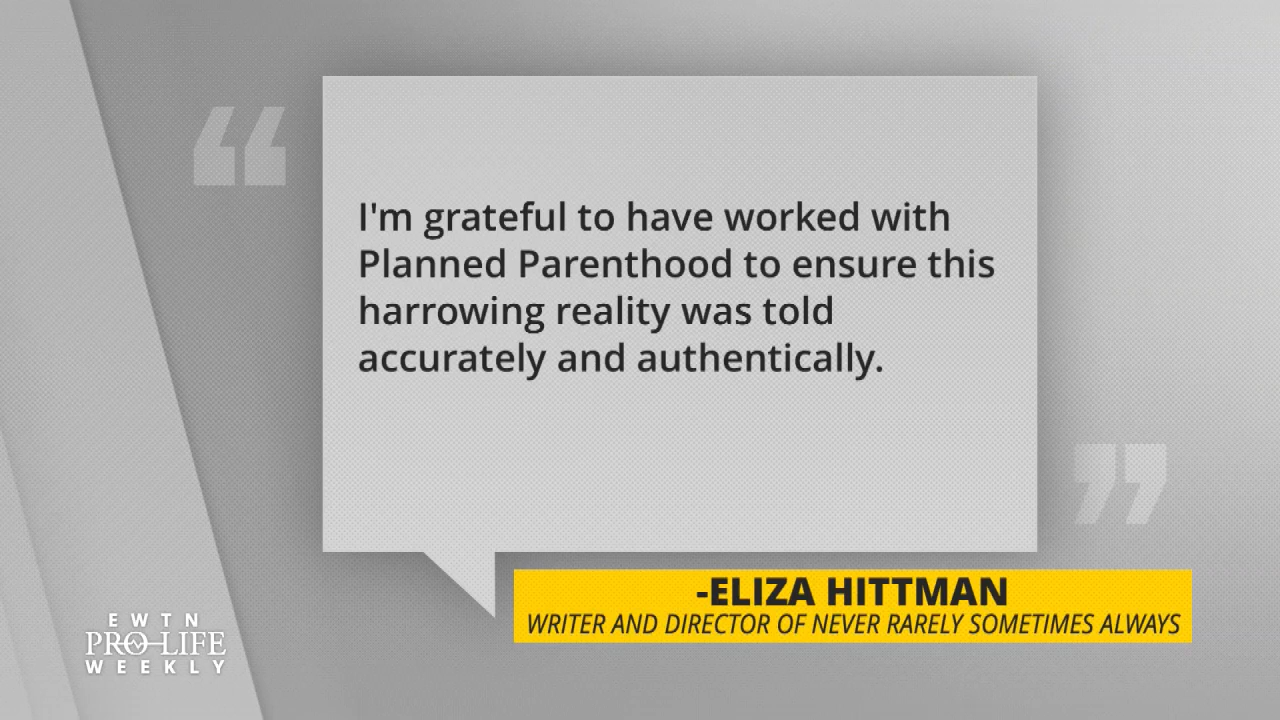 “
I'm grateful to have worked with
Planned Parenthood to ensure this
harrowing reality was told
accurately and authentically.
”
-ELIZA HITTMAN
WRITER AND DIRECTOR OF NEVER RARELY SOMETIMES ALWAYS
EWTN
PRO-LIFE
WEEKLY